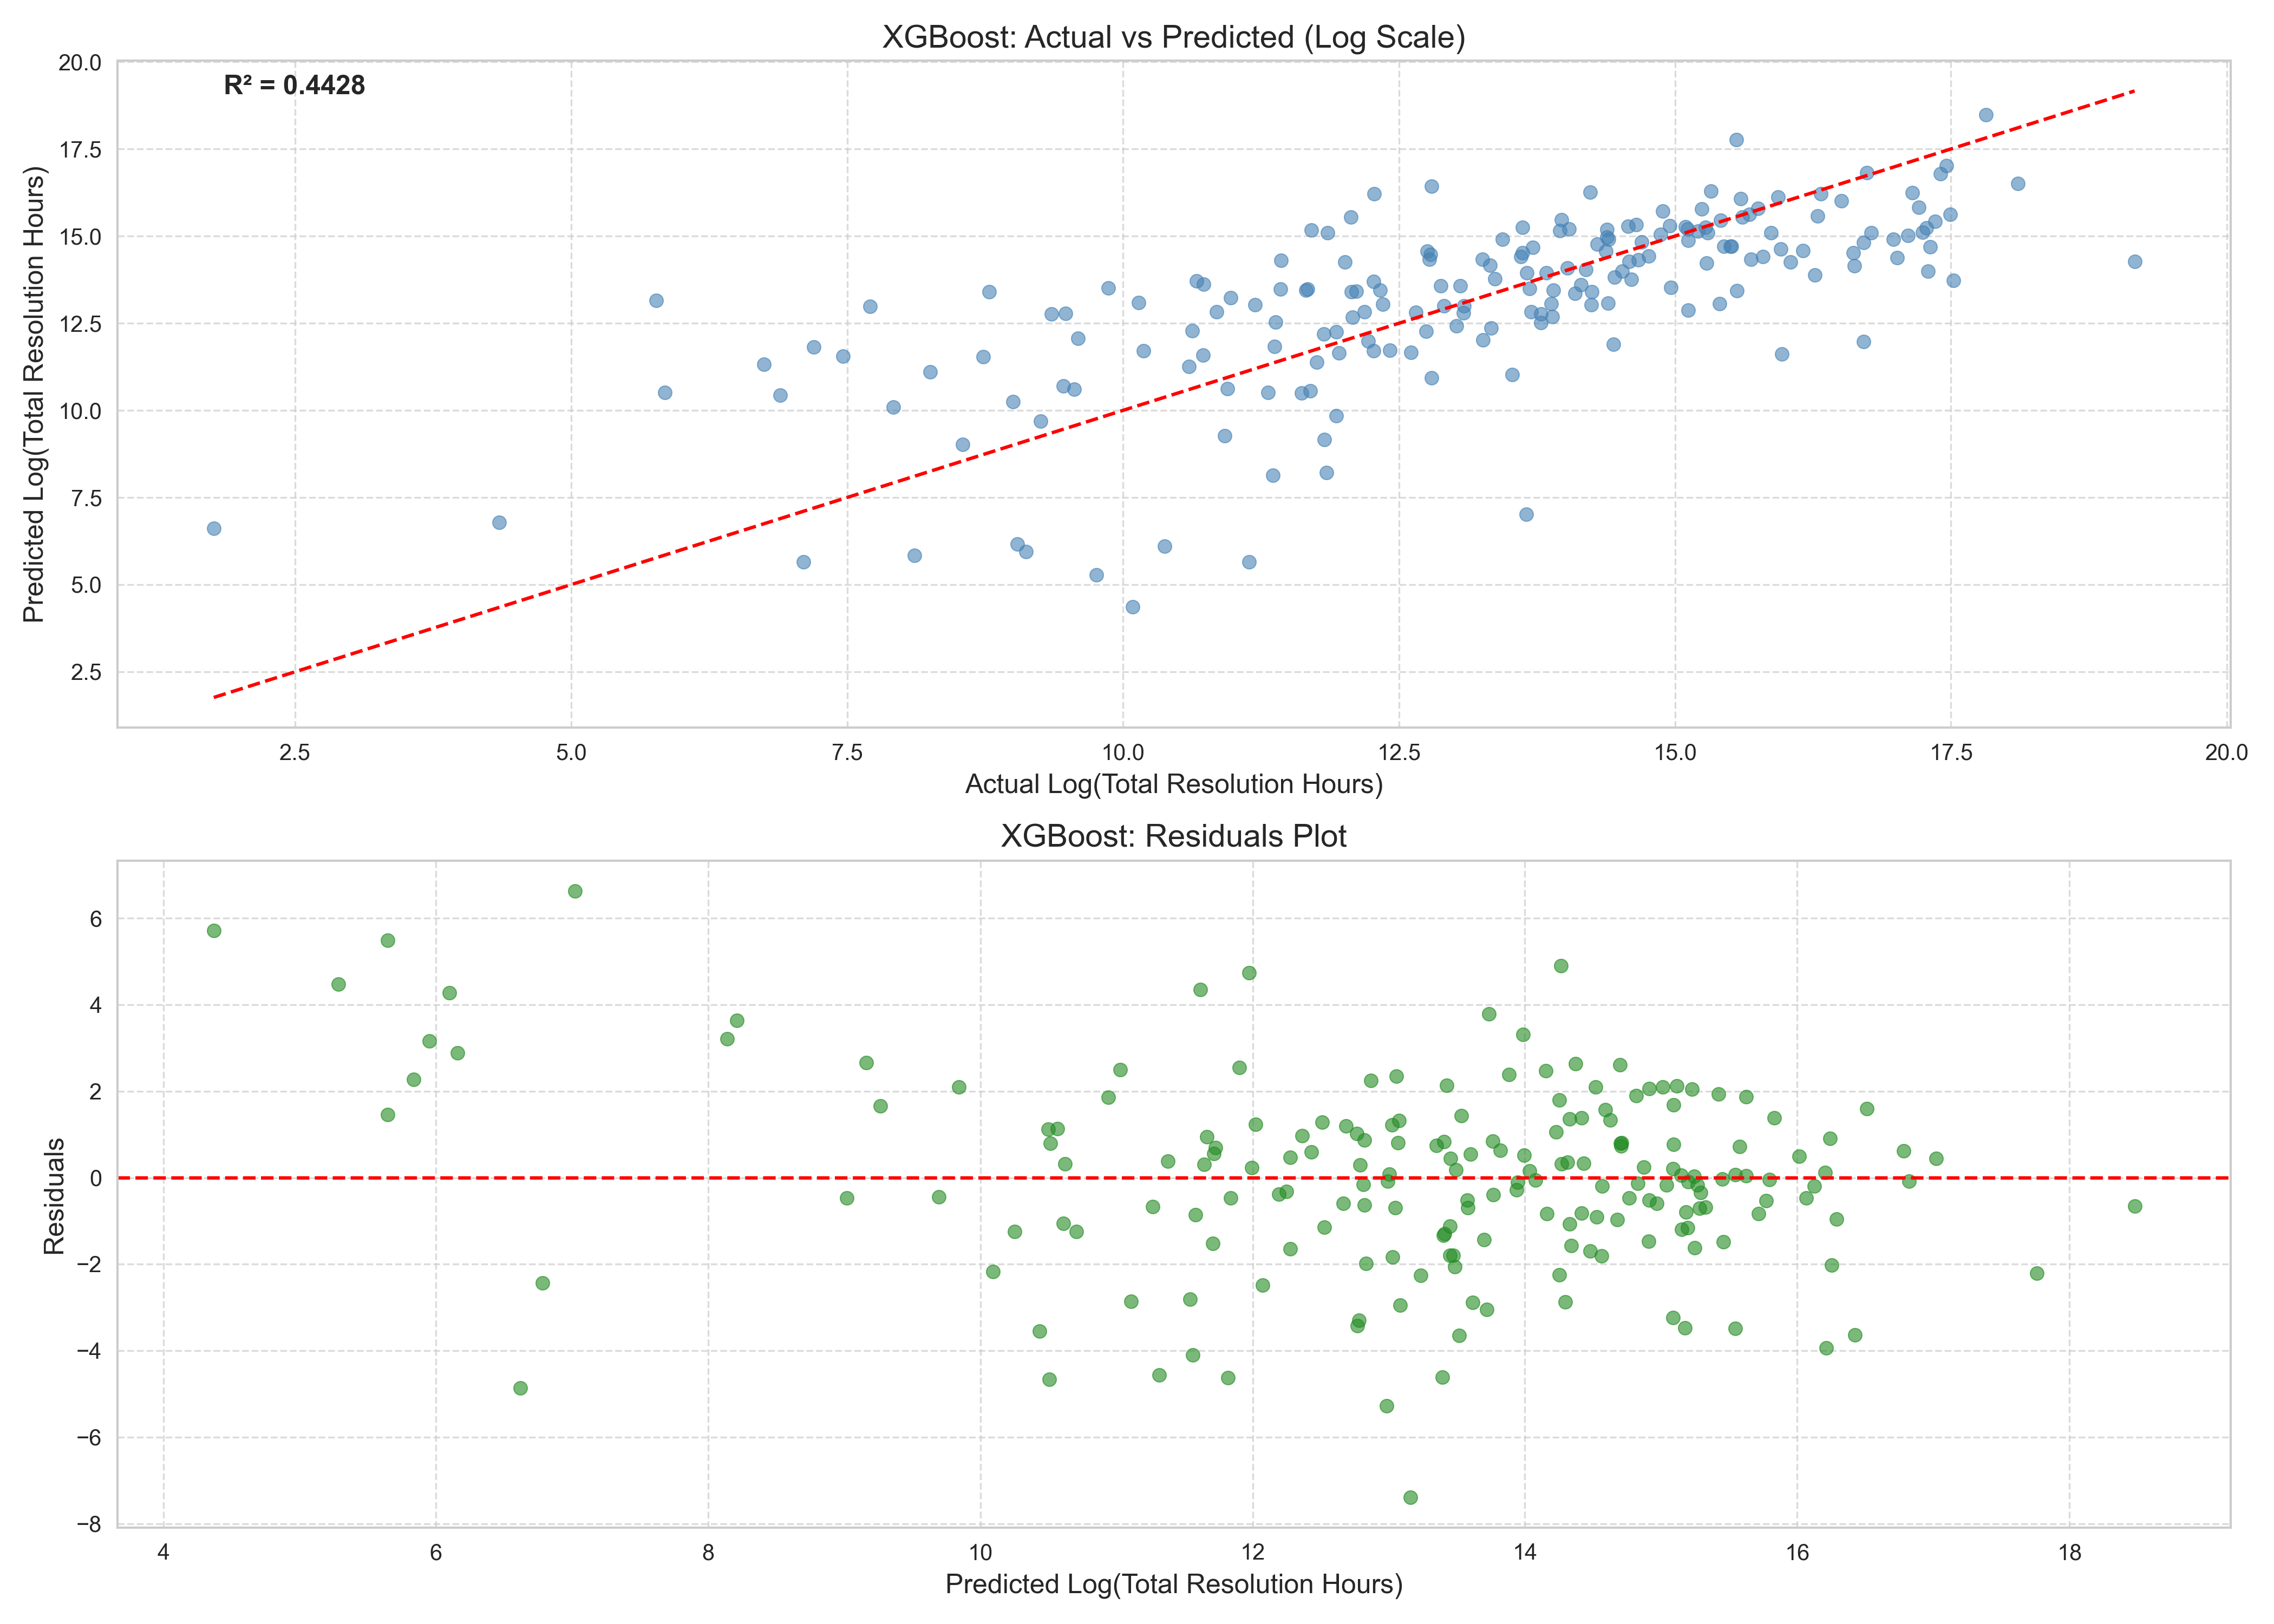 XGBoost: Actual vs Predicted (Log Scale)
R² = 0.4428
Predicted Log(Total Resolution Hours)
20.0
17.5
15.0
12.5
10.0
7.5
5.0
2.5
2.5 5.0 7.5 10.0 12.5 15.0 17.5 20.0
Actual Log(Total Resolution Hours)
XGBoost: Residuals Plot
Residuals
6
4
2
0
−2
−4
−6
−8
4 6 8 10 12 14 16 18
Predicted Log(Total Resolution Hours)